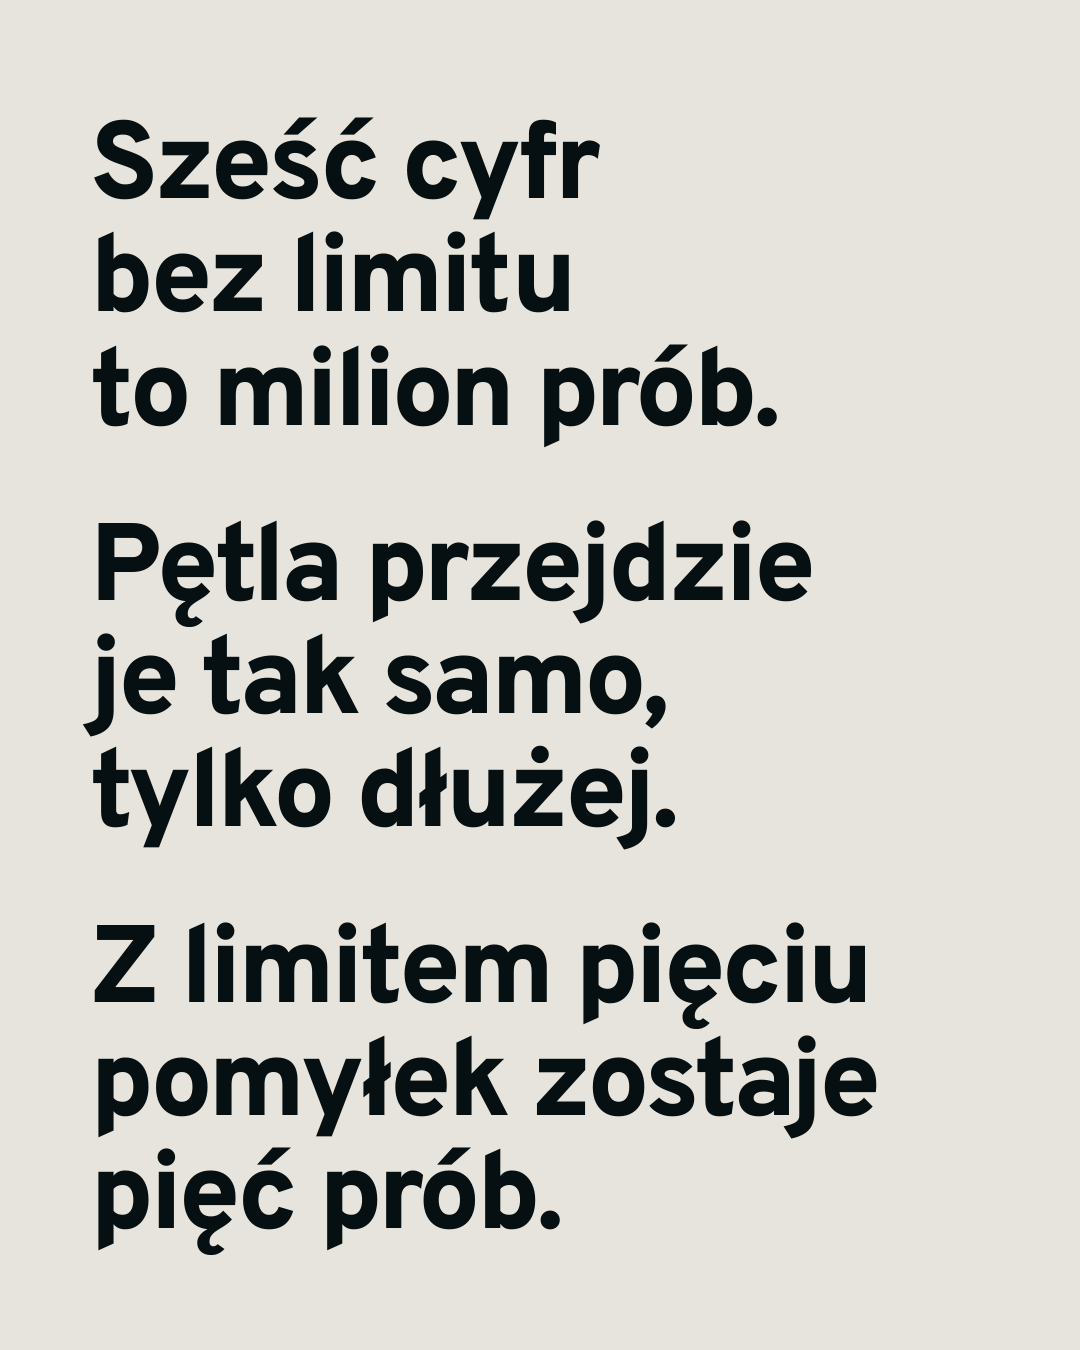 Sześć cyfr
bez limitu
to milion prób.
Pętla przejdzie
je tak samo,
tylko dłużej.
Z limitem pięciu
pomyłek zostaje
pięć prób.